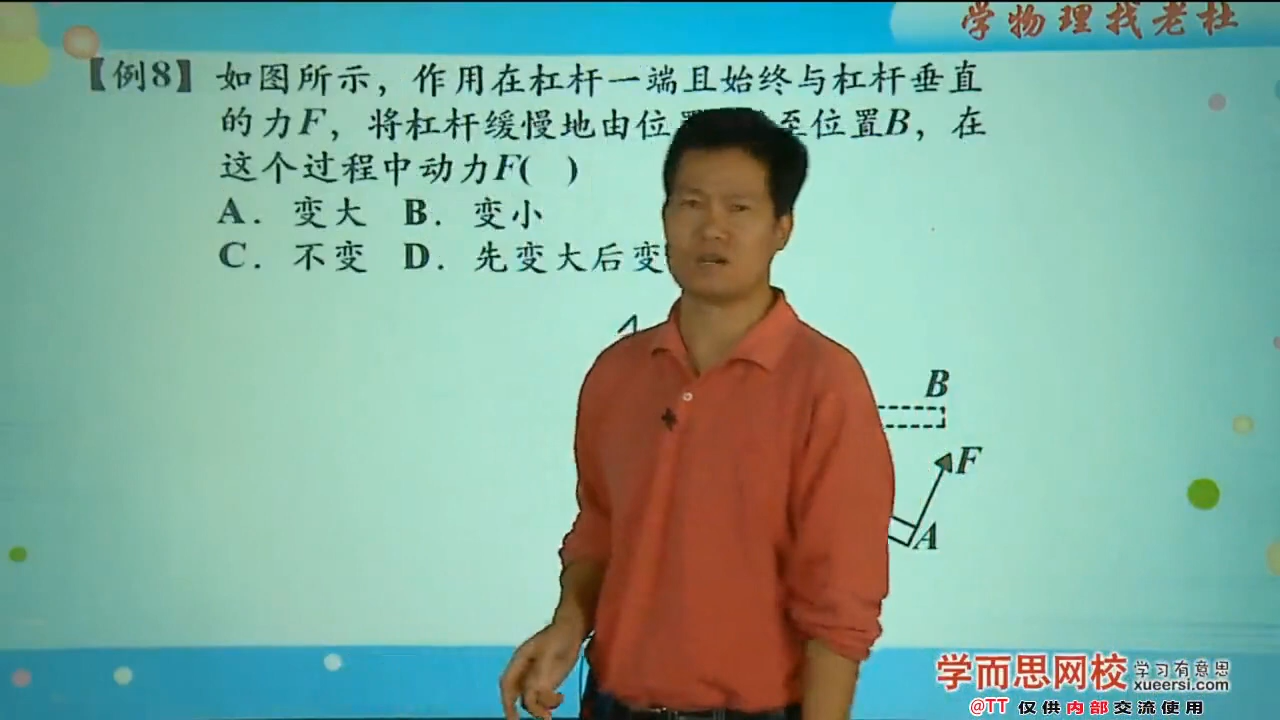 学物理找老杜
【例8】如图所示，作用在杠杆一端且始终与杠杆垂直
的力F，将杠杆缓慢地由位 至位置B，在
这个过程中动力F( )
A．变大 B．变小
C．不变 D．先变大后变
B
F
A
学而思网校 学习有意思
xueersi.com
@TT 仅供内部交流使用